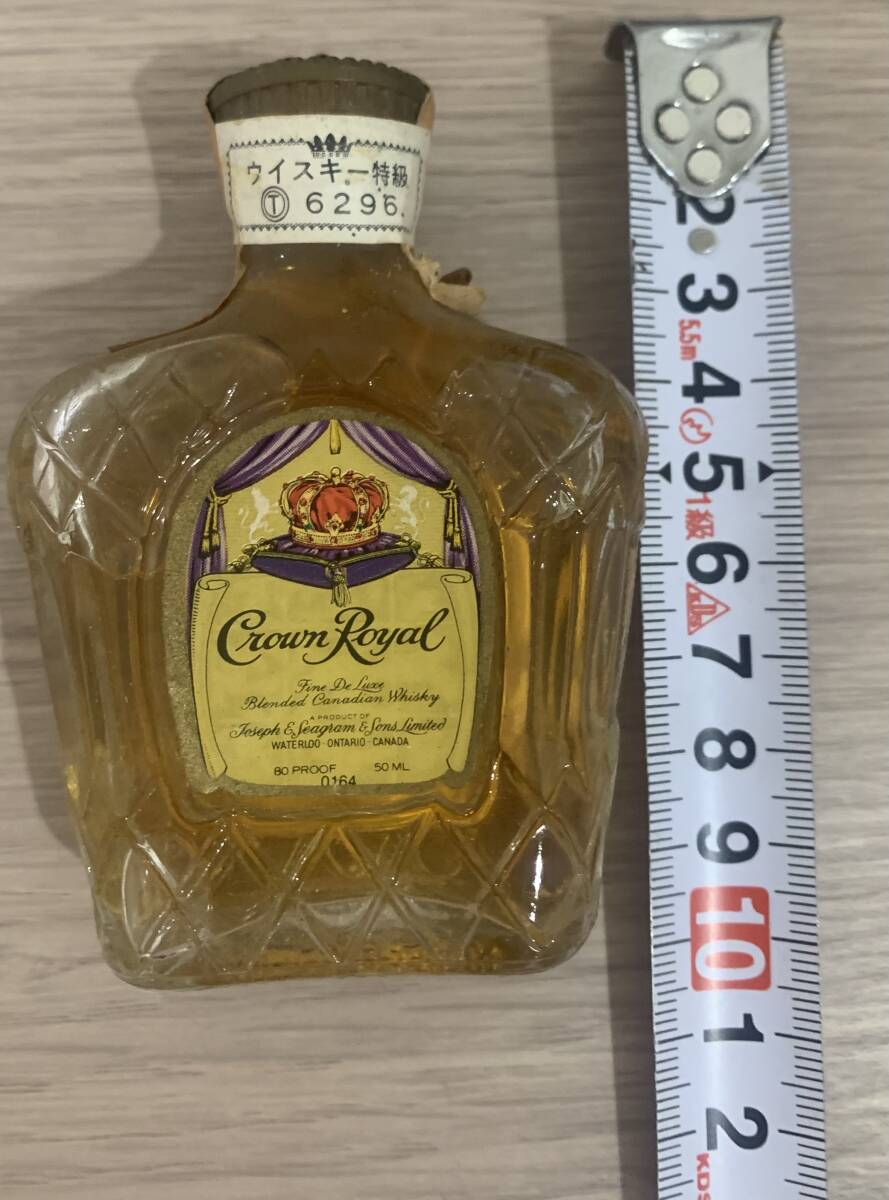 ウイスキー特級
Ⓣ 6296
Crown Royal
Fine De Luxe
Blended Canadian Whisky
A PRODUCT OF
Joseph E. Seagram & Sons Limited
WATERLOO · ONTARIO · CANADA
80 PROOF 50 ML
0164
2
3
5.5m
4
5
1級
6
7
8
9
10
1
2
KDS